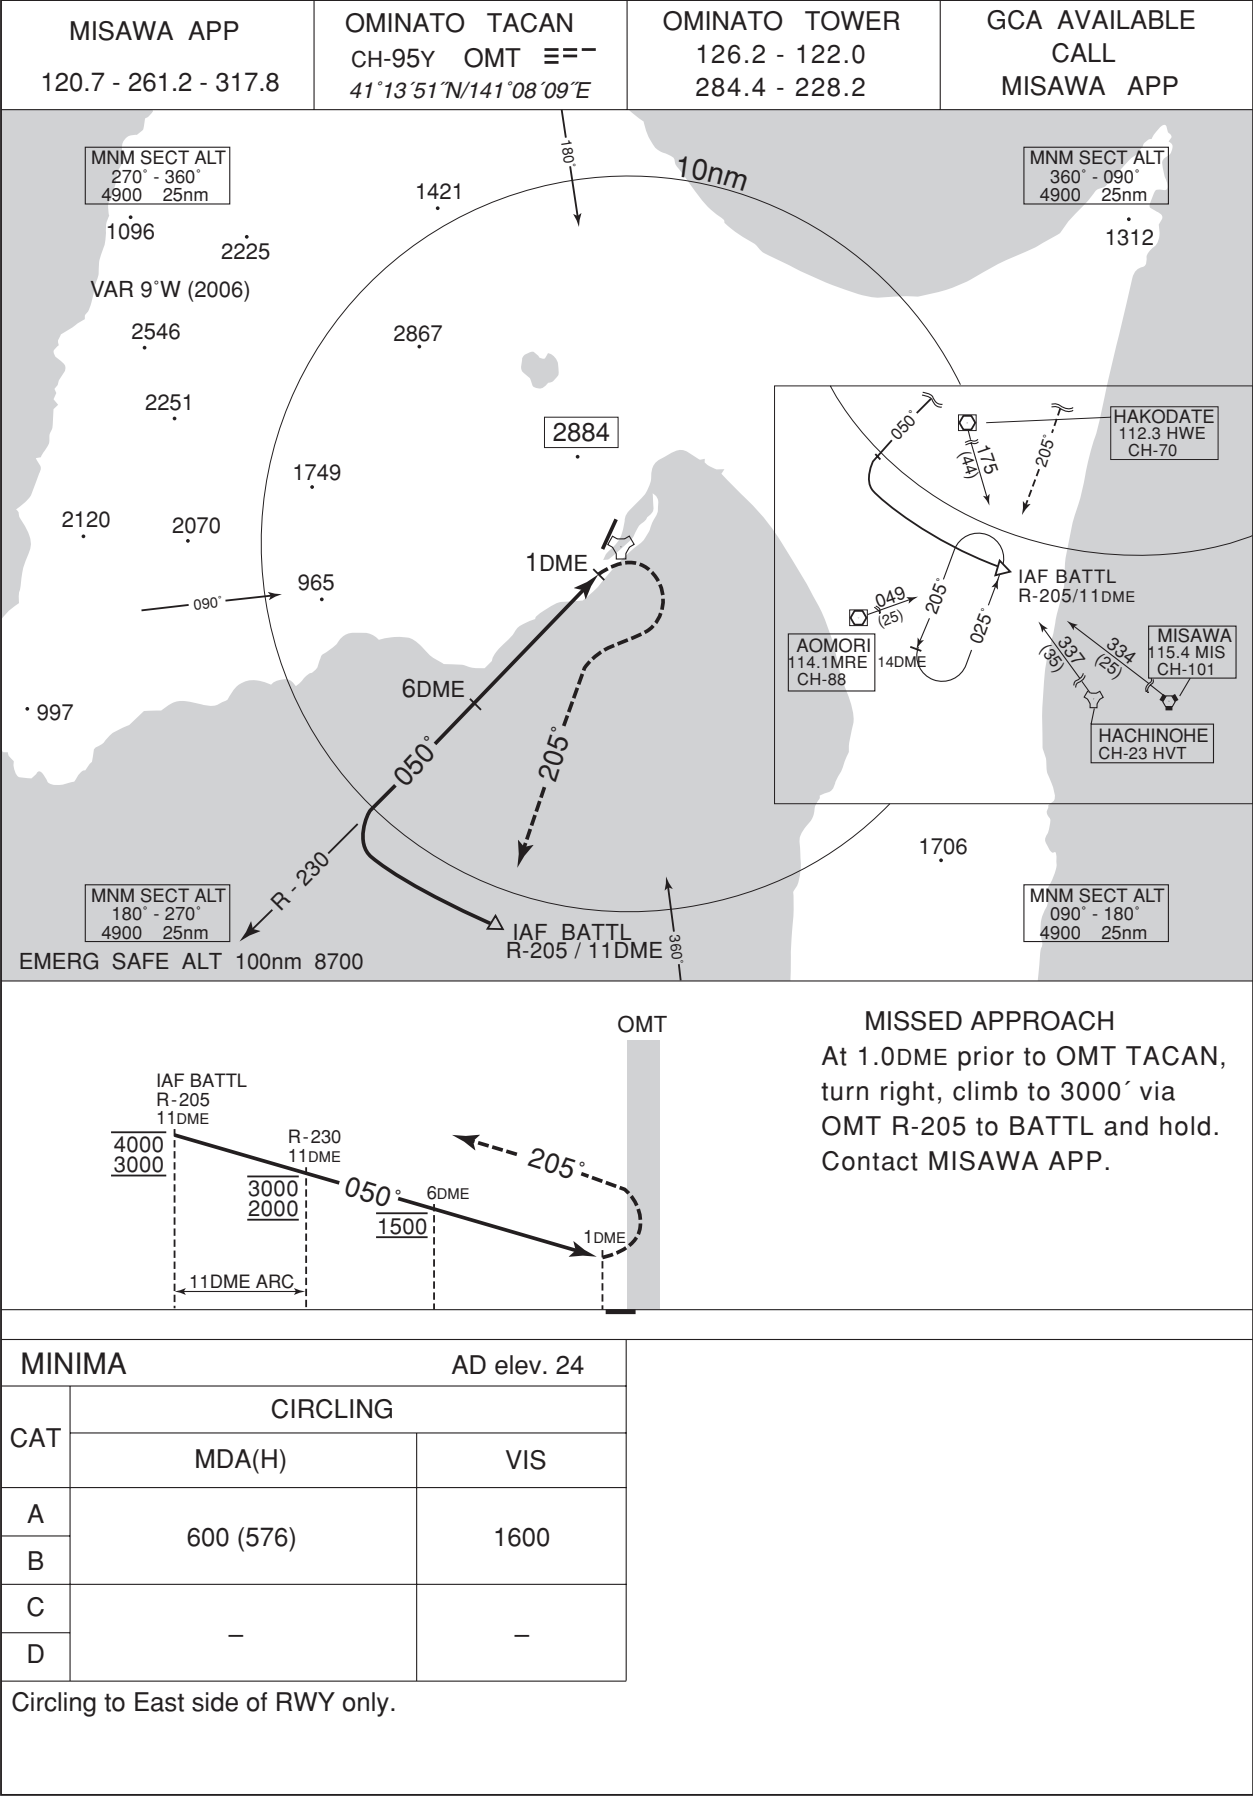 MISAWA APP
120.7 - 261.2 - 317.8
OMINATO TACAN
CH-95Y OMT
41˚13´51˝N/141˚08´09˝E
OMINATO TOWER
126.2 - 122.0
284.4 - 228.2
GCA AVAILABLE
CALL
MISAWA APP
MNM SECT ALT
270˚ - 360˚
4900 25nm
1096
2225
VAR 9˚W (2006)
2546
2251
1421
180˚
10nm
MNM SECT ALT
360˚ - 090˚
4900 25nm
1312
2867
2884
1749
2120
2070
965
090˚
997
1DME
6DME
050˚
205˚
R - 230
050˚
HAKODATE
112.3 HWE
CH-70
175
(44)
205˚
IAF BATTL
R-205/11DME
049
(25)
205˚
025˚
AOMORI
114.1MRE
CH-88
14DME
337
(35)
334
(25)
MISAWA
115.4 MIS
CH-101
HACHINOHE
CH-23 HVT
1706
MNM SECT ALT
180˚ - 270˚
4900 25nm
IAF BATTL
R-205 / 11DME
360˚
MNM SECT ALT
090˚ - 180˚
4900 25nm
EMERG SAFE ALT 100nm 8700
OMT
IAF BATTL
R-205
11DME
4000
3000
R-230
11DME
3000
2000
050˚
6DME
1500
205˚
1DME
11DME ARC
MISSED APPROACH
At 1.0DME prior to OMT TACAN,
turn right, climb to 3000´ via
OMT R-205 to BATTL and hold.
Contact MISAWA APP.
MINIMA AD elev. 24
CAT
CIRCLING
MDA(H) VIS
A
B
600 (576) 1600
C
D
– –
Circling to East side of RWY only.